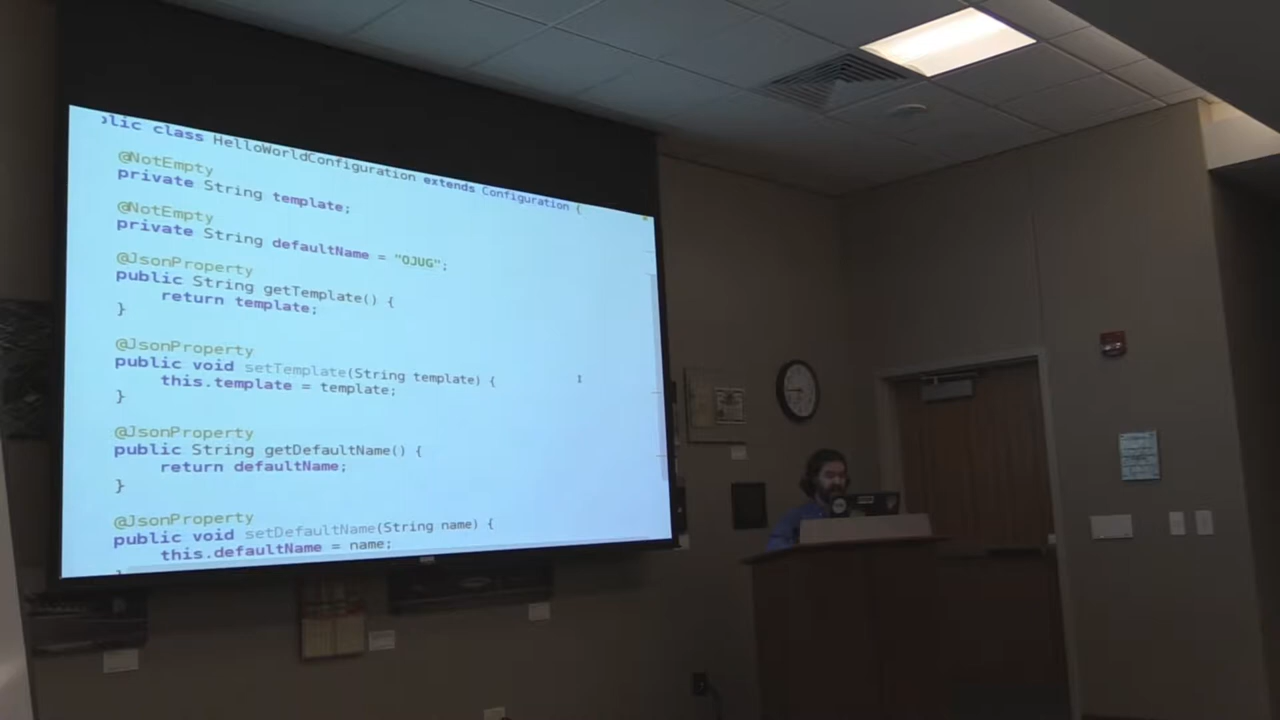 blic class HelloWorldConfiguration extends Configuration {
@NotEmpty
private String template;
@NotEmpty
private String defaultName = "OJUG";
@JsonProperty
public String getTemplate() {
return template;
}
@JsonProperty
public void setTemplate(String template) {
this.template = template;
}
@JsonProperty
public String getDefaultName() {
return defaultName;
}
@JsonProperty
public void setDefaultName(String name) {
this.defaultName = name;